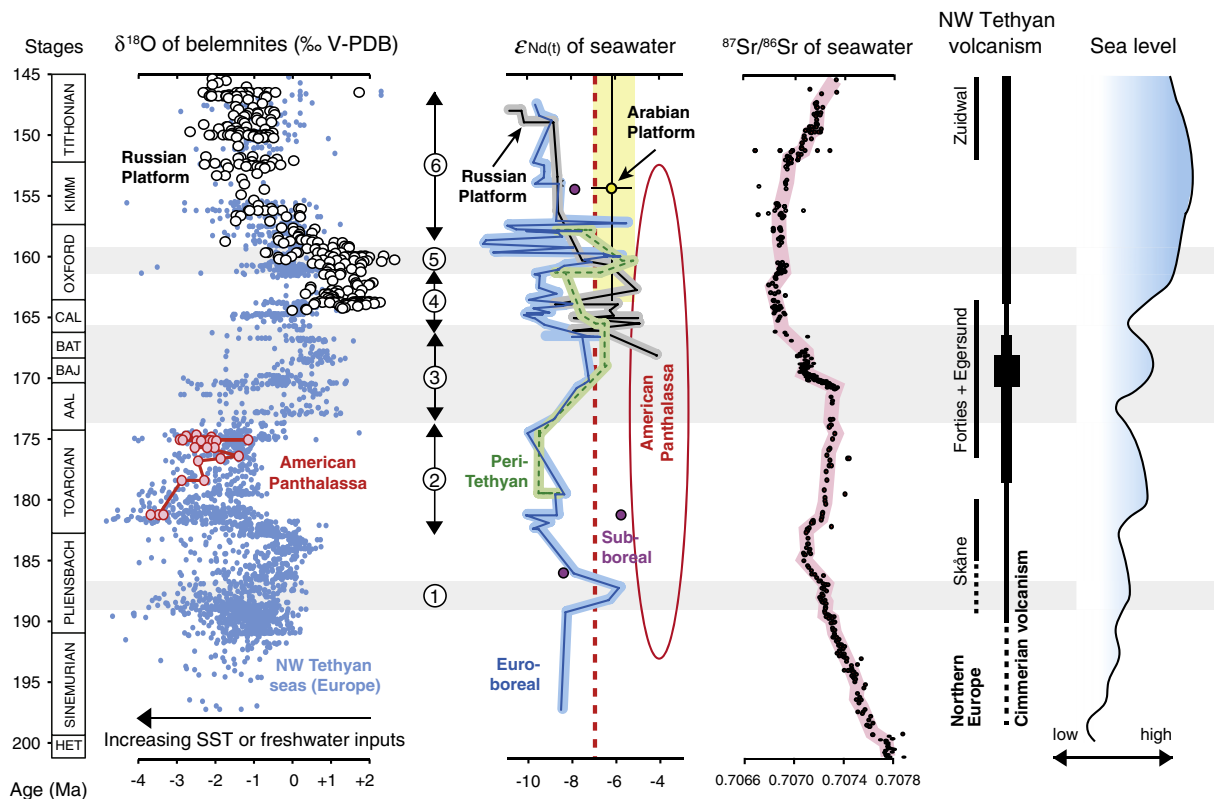 Stages
δ18O of belemnites (‰ V-PDB)
εNd(t) of seawater
87Sr/86Sr of seawater
NW Tethyan
volcanism
Sea level
145
150
155
160
165
170
175
180
185
190
195
200
TITHONIAN
KIMM
OXFORD
CAL
BAT
BAJ
AAL
TOARCIAN
PLIENSBACH
SINEMURIAN
HET
Russian
Platform
American
Panthalassa
NW Tethyan
seas (Europe)
Increasing SST or freshwater inputs
6
5
4
3
2
1
Russian
Platform
Arabian
Platform
American
Panthalassa
Peri-
Tethyan
Sub-
boreal
Euro-
boreal
Zuidwal
Forties + Egersund
Skåne
Northern
Europe
Cimmerian volcanism
low
high
Age (Ma)
-4
-3
-2
-1
0
+1
+2
-10
-8
-6
-4
0.7066
0.7070
0.7074
0.7078